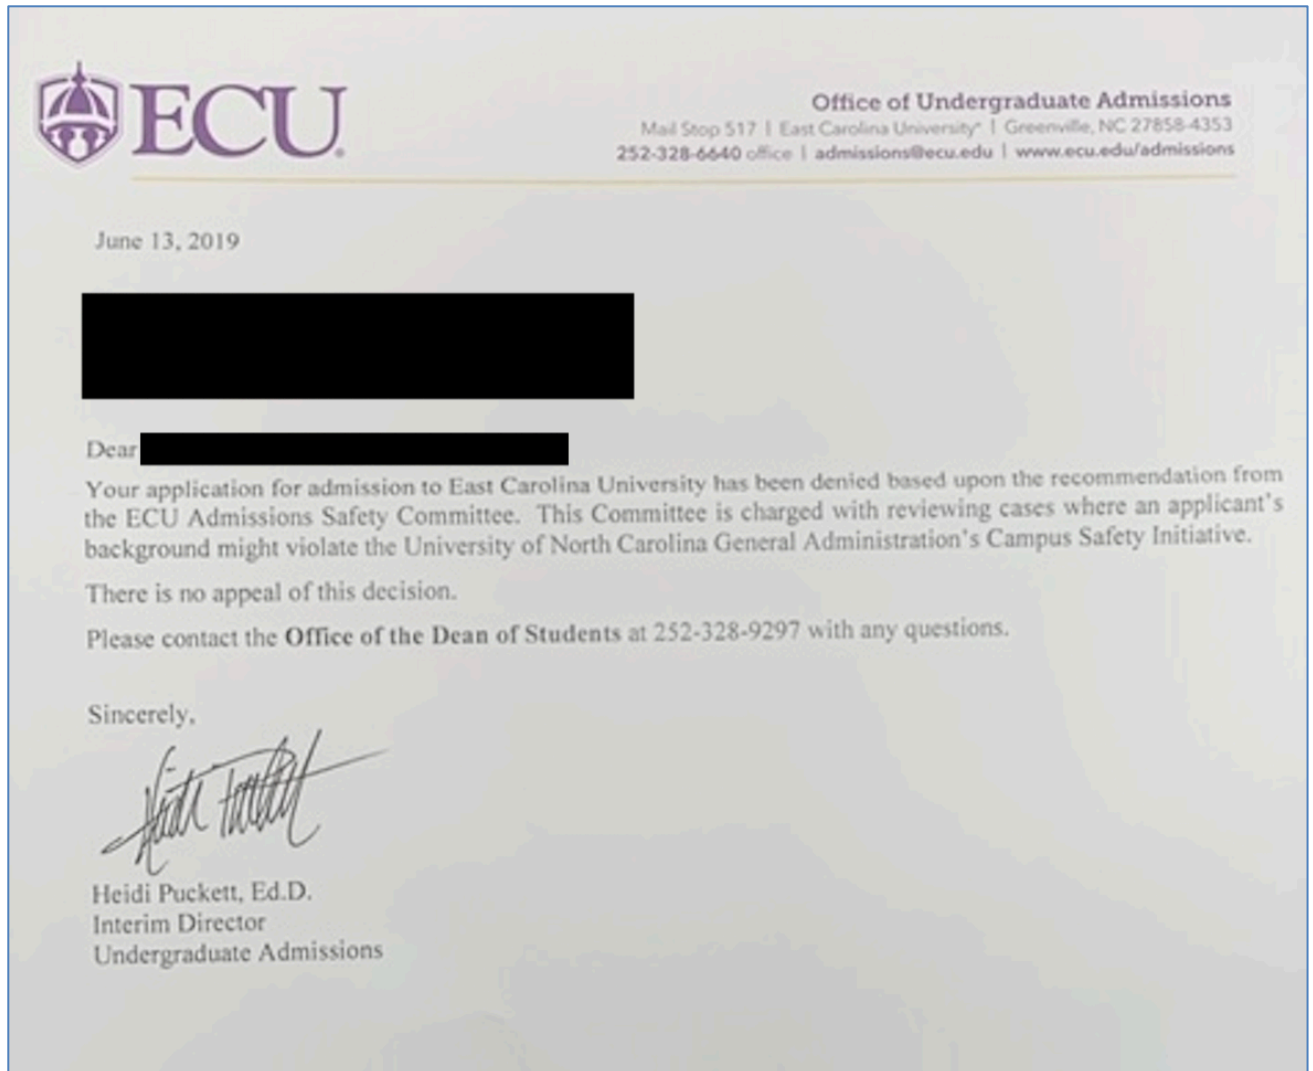 ECU
Office of Undergraduate Admissions
Mail Stop 517 | East Carolina University® | Greenville, NC 27858-4353
252-328-6640 office | admissions@ecu.edu | www.ecu.edu/admissions
June 13, 2019
Dear
Your application for admission to East Carolina University has been denied based upon the recommendation from
the ECU Admissions Safety Committee. This Committee is charged with reviewing cases where an applicant's
background might violate the University of North Carolina General Administration's Campus Safety Initiative.
There is no appeal of this decision.
Please contact the Office of the Dean of Students at 252-328-9297 with any questions.
Sincerely,
Heidi Puckett
Heidi Puckett, Ed.D.
Interim Director
Undergraduate Admissions